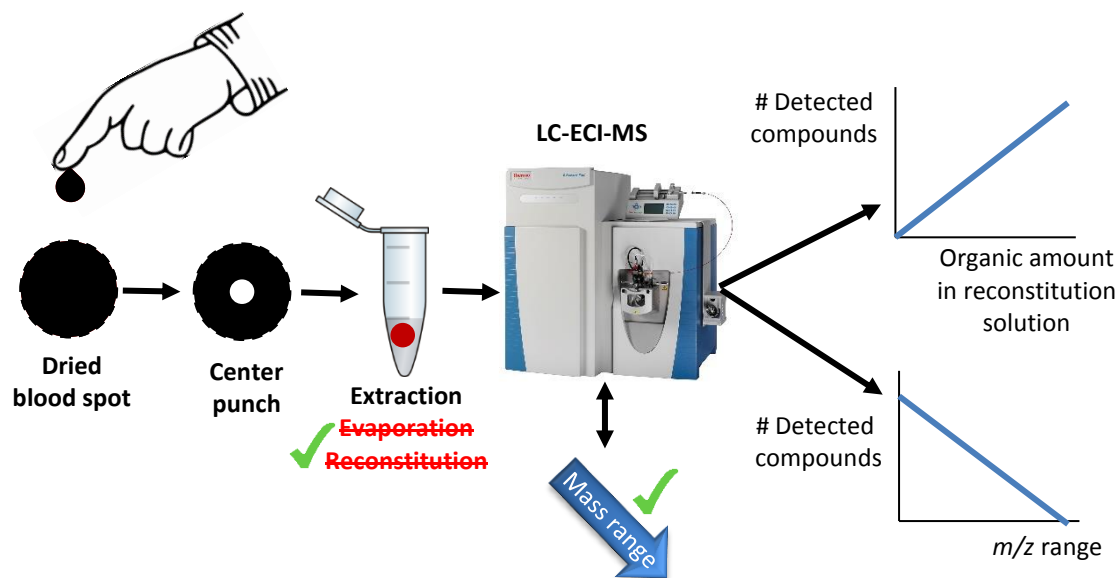 LC-ECI-MS
# Detected
compounds
Organic amount
in reconstitution
solution
Dried
blood spot
Center
punch
Extraction
Evaporation
Reconstitution
Mass range
# Detected
compounds
m/z range